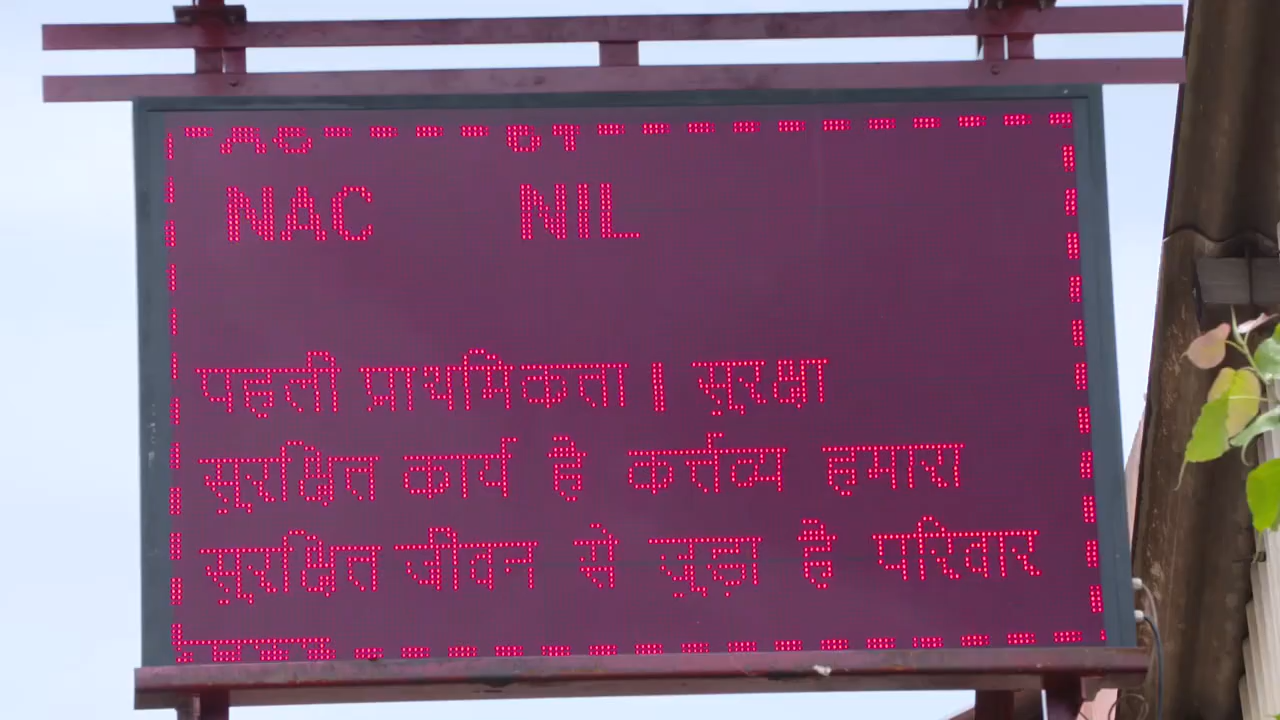 NAC NIL
पहली प्राथमिकता । सुरक्षा
सुरक्षित कार्य है कर्त्तव्य हमारा
सुरक्षित जीवन से जुड़ा है परिवार